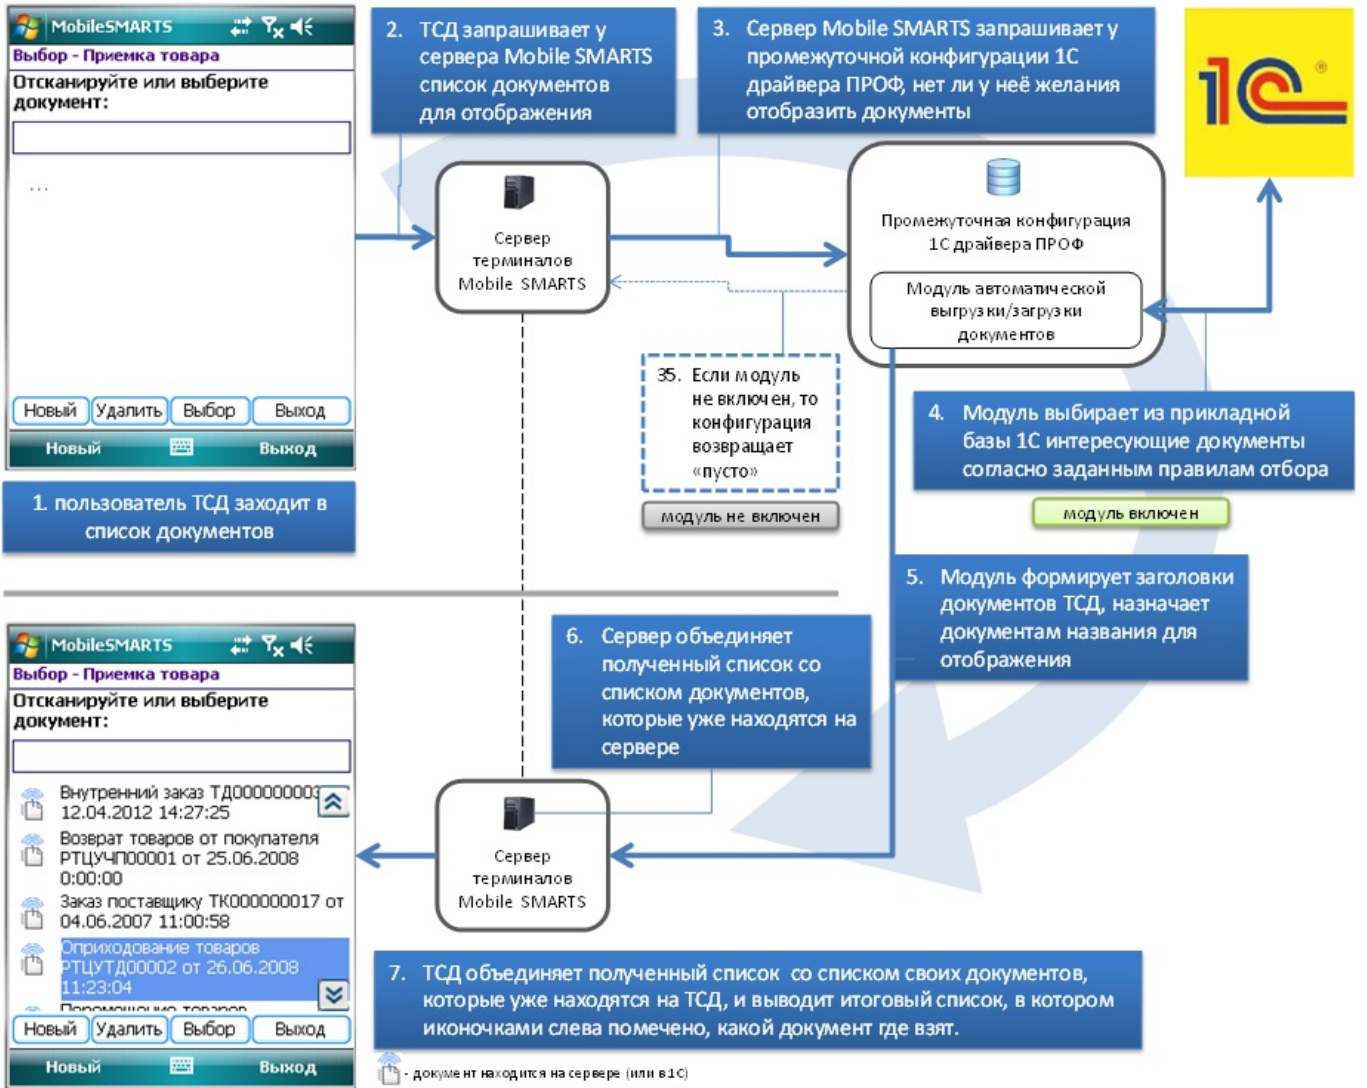 MobileSMARTS
Выбор - Приемка товара
Отсканируйте или выберите
документ:
...
Новый Удалить Выбор Выход
Новый Выход
1. пользователь ТСД заходит в
список документов
2. ТСД запрашивает у
сервера Mobile SMARTS
список документов
для отображения
3. Сервер Mobile SMARTS запрашивает у
промежуточной конфигурации 1С
драйвера ПРОФ, нет ли у неё желания
отобразить документы
1С ®
Сервер
терминалов
Mobile SMARTS
Промежуточная конфигурация
1С драйвера ПРОФ
Модуль автоматической
выгрузки/загрузки
документов
35. Если модуль
не включен, то
конфигурация
возвращает
«пусто»
модуль не включен
4. Модуль выбирает из прикладной
базы 1С интересующие документы
согласно заданным правилам отбора
модуль включен
5. Модуль формирует заголовки
документов ТСД, назначает
документам названия для
отображения
6. Сервер объединяет
полученный список со
списком документов,
которые уже находятся на
сервере
MobileSMARTS
Выбор - Приемка товара
Отсканируйте или выберите
документ:
Внутренний заказ
12.04.2012 14:27:25
Возврат товаров от покупателя
РТЦУЧП00001 от 25.06.2008
0:00:00
Заказ поставщику ТК000000017 от
04.06.2007 11:00:58
Оприходование товаров
РТЦУТД00002 от 26.06.2008
11:23:04
Перемещение товаров
Новый Удалить Выбор Выход
Новый Выход
Сервер
терминалов
Mobile SMARTS
7. ТСД объединяет полученный список со списком своих документов,
которые уже находятся на ТСД, и выводит итоговый список, в котором
иконочками слева помечено, какой документ где взят.
- документ находится на сервере (или в 1С)